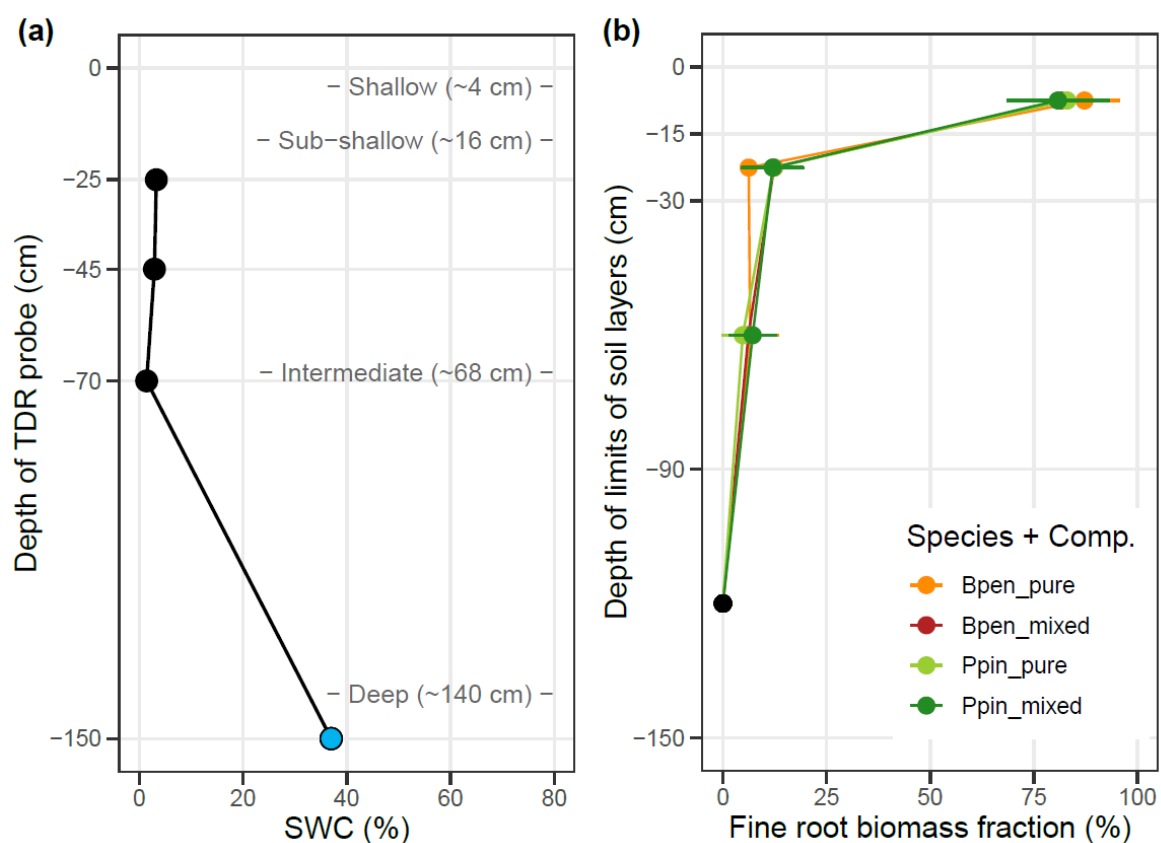 (a)
Depth of TDR probe (cm)
0
−25
−45
−70
−150
− Shallow (~4 cm) −
− Sub−shallow (~16 cm) −
− Intermediate (~68 cm) −
− Deep (~140 cm) −
0 20 40 60 80
SWC (%)
(b)
Depth of limits of soil layers (cm)
0
−15
−30
−90
−150
Species + Comp.
Bpen_pure
Bpen_mixed
Ppin_pure
Ppin_mixed
0 25 50 75 100
Fine root biomass fraction (%)